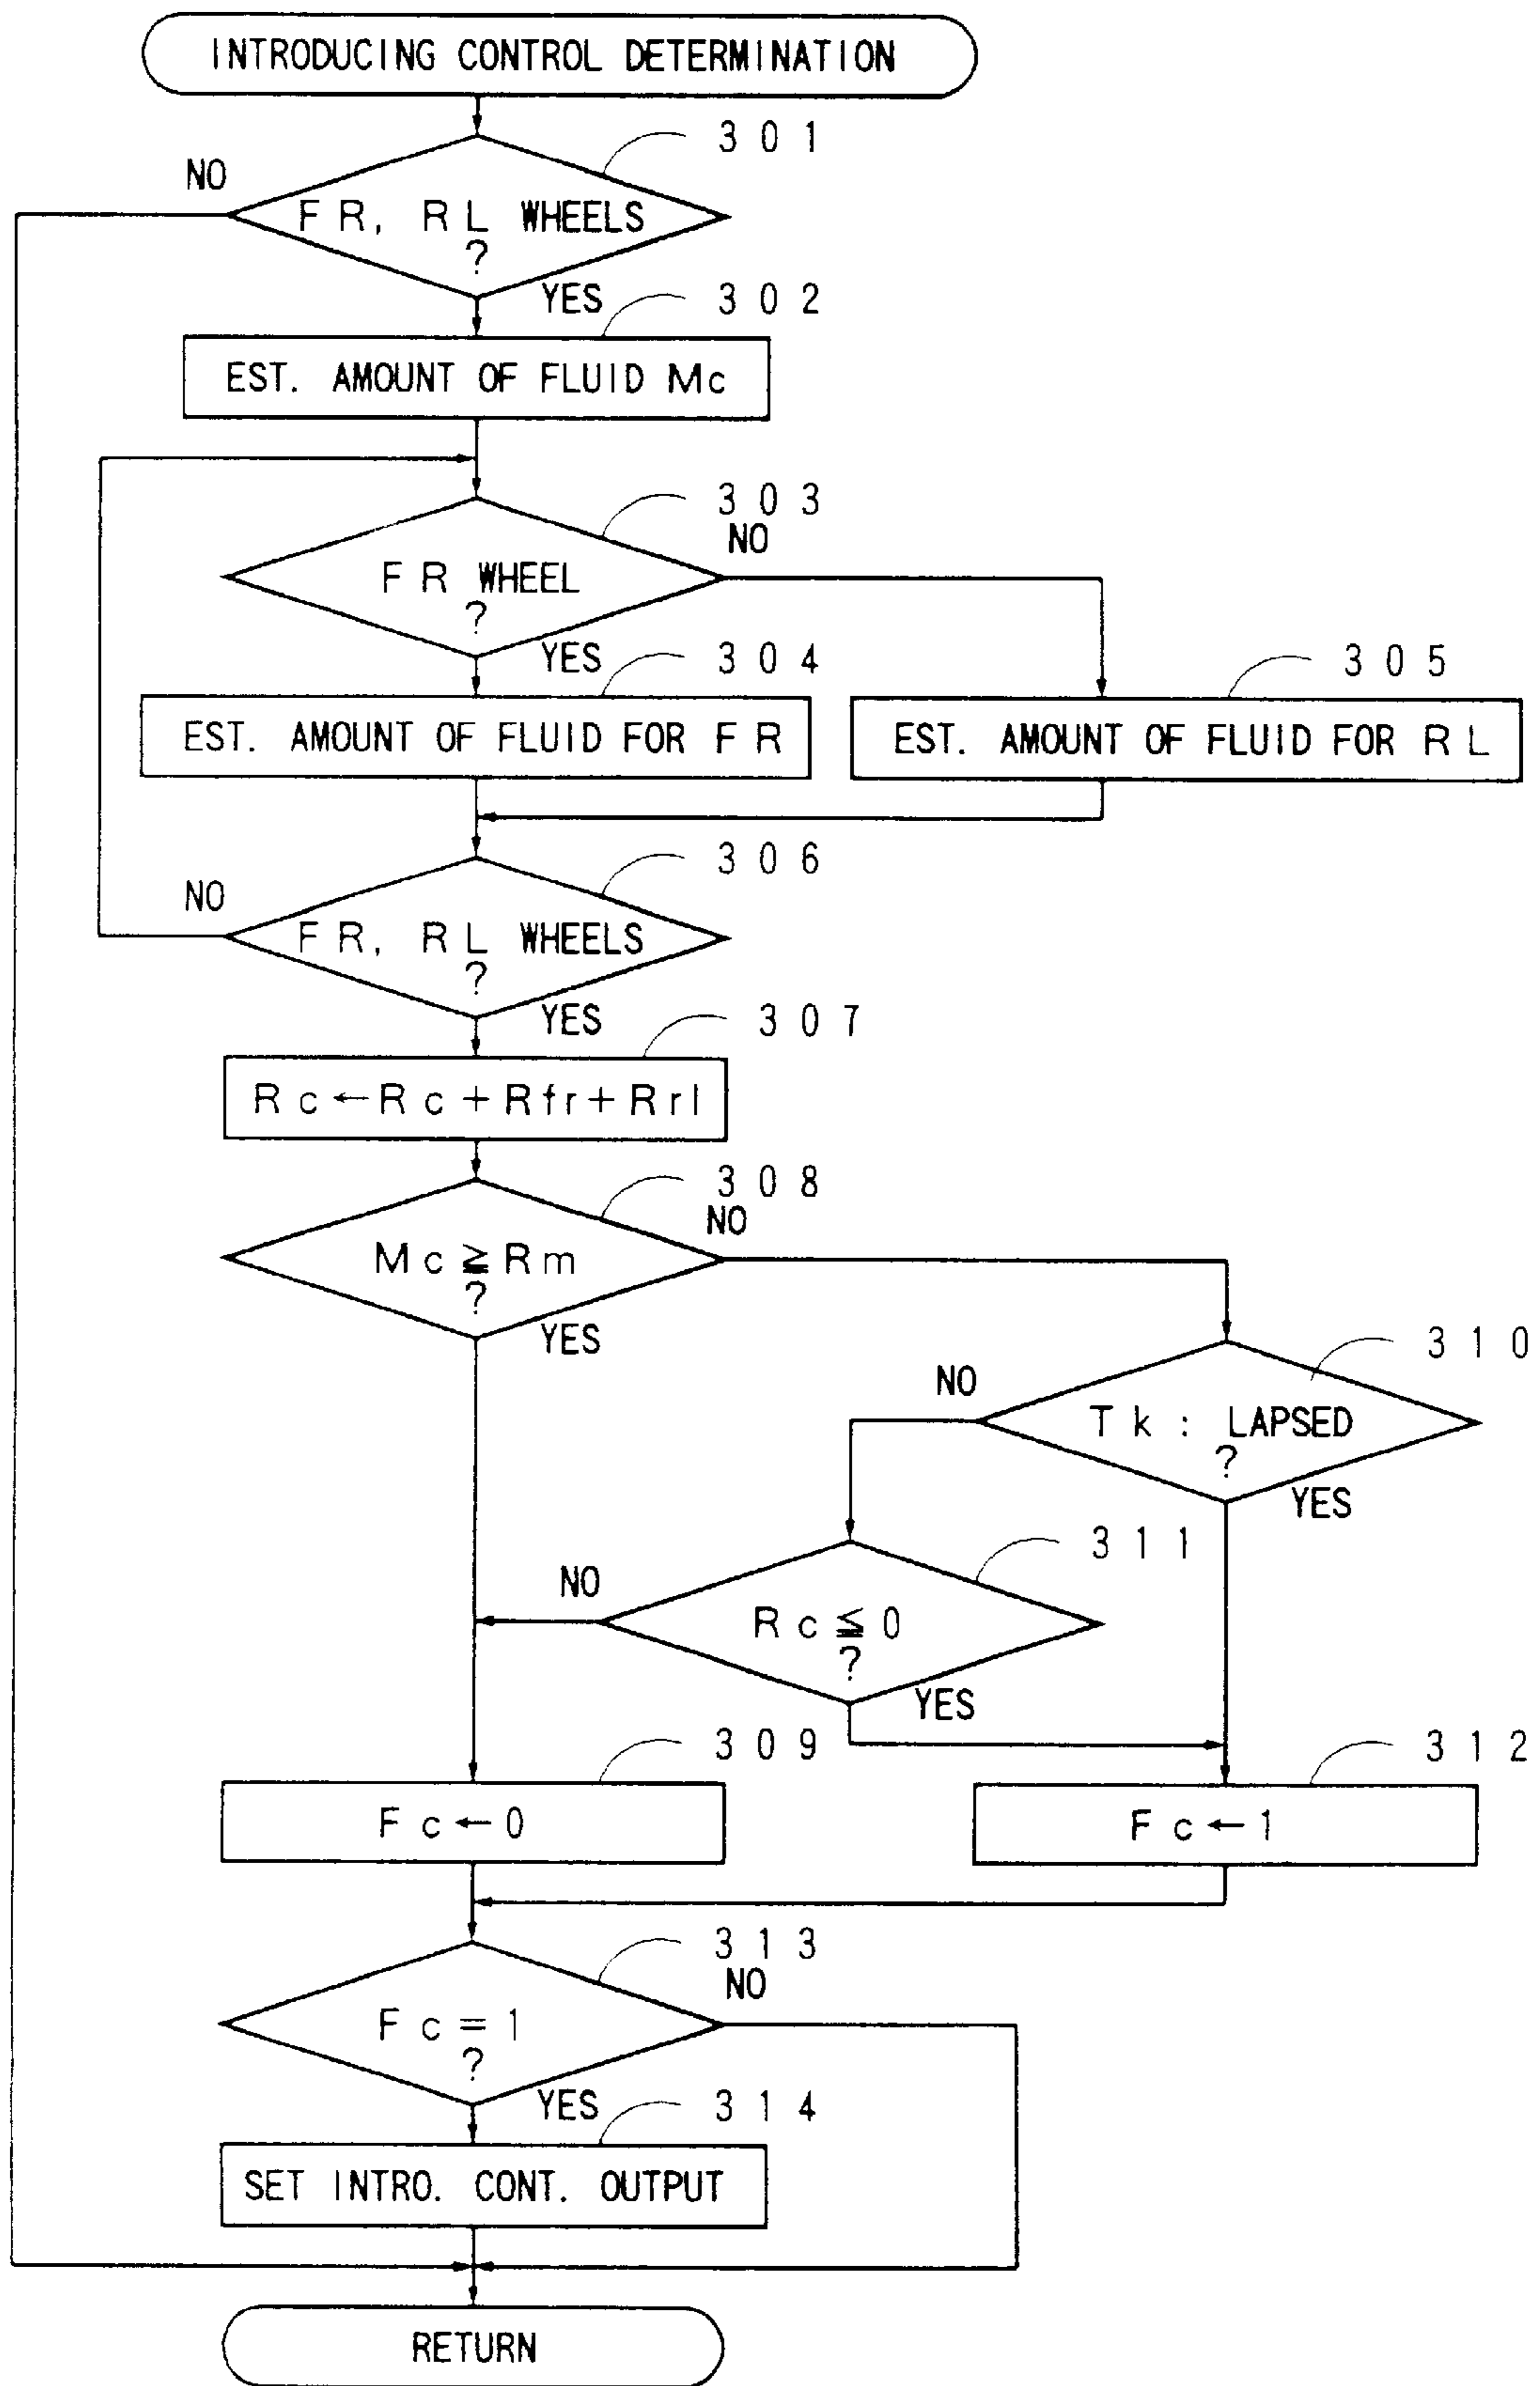 INTRODUCING CONTROL DETERMINATION
301
NO
FR, RL WHEELS
?
YES
302
EST. AMOUNT OF FLUID Mc
303
NO
FR WHEEL
?
YES
304
305
EST. AMOUNT OF FLUID FOR FR
EST. AMOUNT OF FLUID FOR RL
306
NO
FR, RL WHEELS
?
YES
307
Rc←Rc+Rfr+Rrl
308
NO
Mc≧Rm
?
YES
310
NO
Tk: LAPSED
?
YES
311
NO
Rc≦0
?
YES
309
312
Fc←0
Fc←1
313
NO
Fc=1
?
YES
314
SET INTRO. CONT. OUTPUT
RETURN